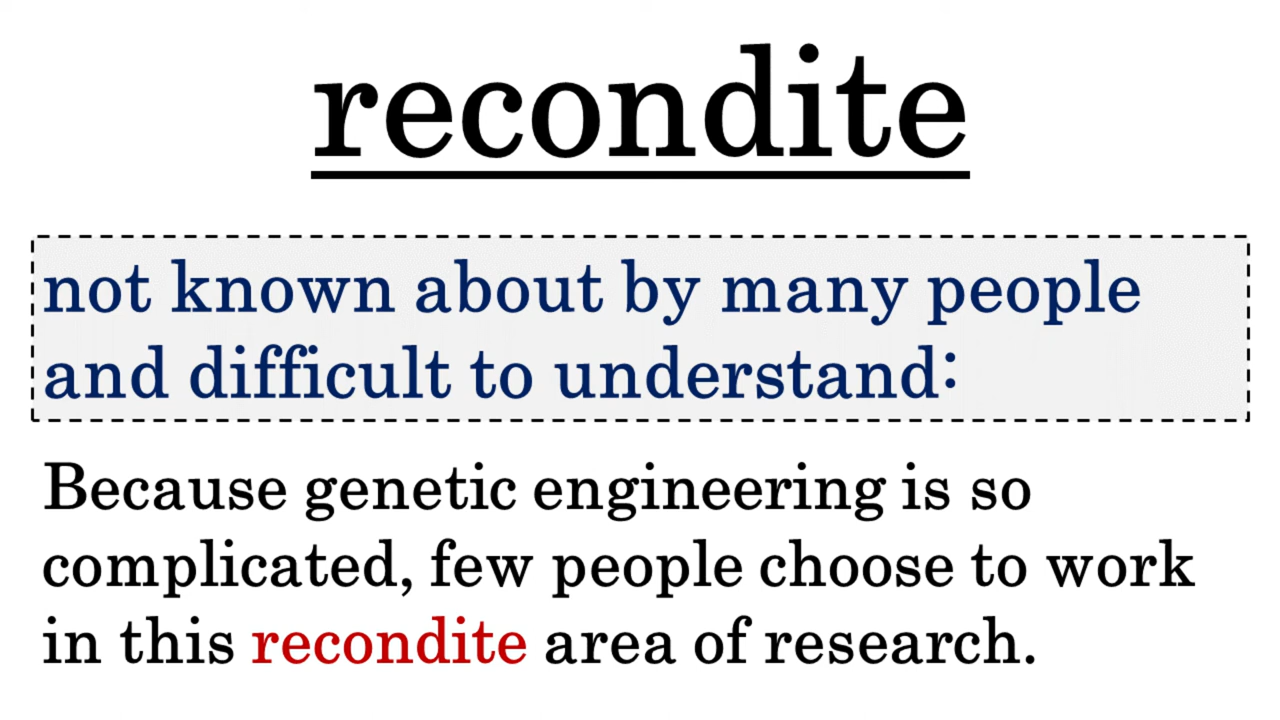 recondite
not known about by many people
and difficult to understand:
Because genetic engineering is so
complicated, few people choose to work
in this recondite area of research.